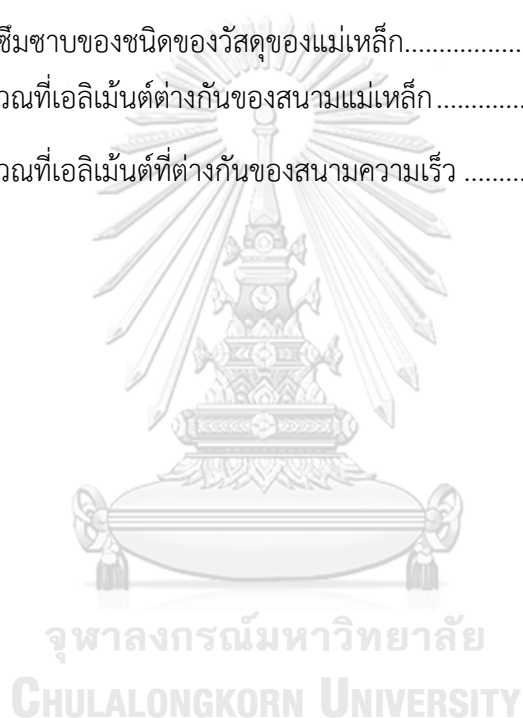 ซึมซาบของชนิดของวัสดุของแม่เหล็ก..................
วณที่เอลิเม้นต์ต่างกันของสนามแม่เหล็ก..............
วณที่เอลิเม้นต์ที่ต่างกันของสนามความเร็ว ..........
จุฬาลงกรณ์มหาวิทยาลัย
CHULALONGKORN UNIVERSITY